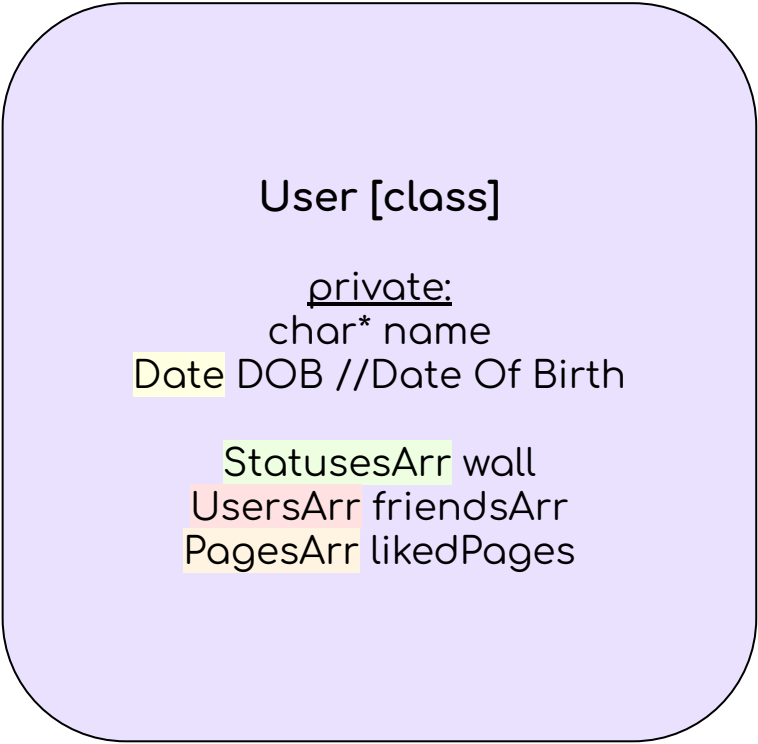 User [class]
private:
char* name
Date DOB //Date Of Birth
StatusesArr wall
UsersArr friendsArr
PagesArr likedPages